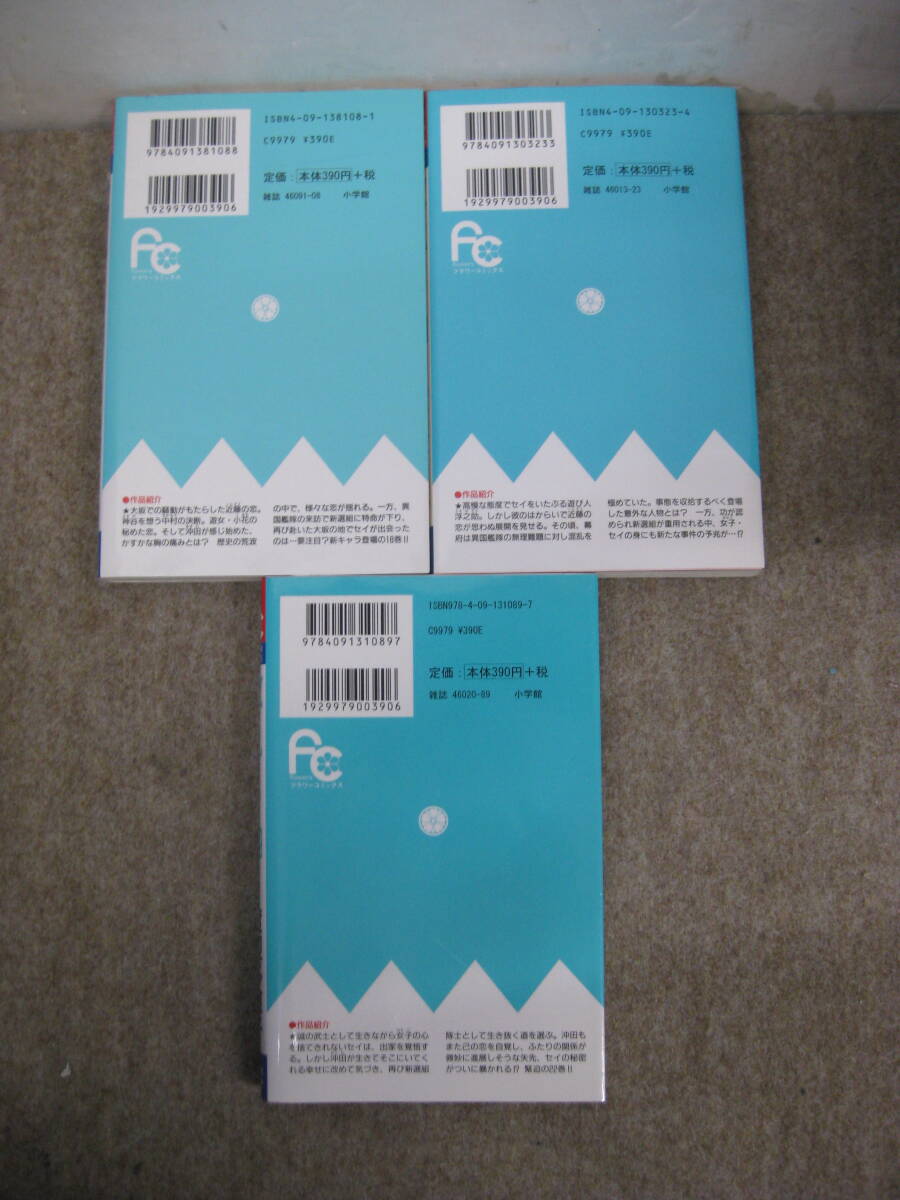 9784091381088
1929979003906
ISBN4-09-138108-1
C9979 ¥390E
定価：本体390円＋税
雑誌 46091-08 小学館
FC
フラワーコミックス
●作品紹介
★大坂での騒動がもたらした近藤の恋。
神谷を想う中村の決断。遊女・小花の
秘めた恋。そして沖田が感じ始めた、
かすかな胸の痛みとは？ 歴史の荒波
の中で、様々な恋が揺れる。一方、異
国艦隊の来訪で新選組に特命が下り、
再び赴いた大坂の地でセイが出会った
のは…要注目？新キャラ登場の18巻!!
9784091303233
1929979003906
ISBN4-09-130323-4
C9979 ¥390E
定価：本体390円＋税
雑誌 46013-23 小学館
FC
フラワーコミックス
●作品紹介
★高慢な態度でセイをいたぶる遊び人
浮之助。しかし彼のはからいで近藤の
恋が思わぬ展開を見せる。その頃、幕
府は異国艦隊の無理難題に対し混乱を
極めていた。事態を収拾するべく登場
した意外な人物とは？ 一方、功が認
められ新選組が重用される中、女子・
セイの身にも新たな事件の予兆が…!?
9784091310897
1929979003906
ISBN978-4-09-131089-7
C9979 ¥390E
定価：本体390円＋税
雑誌 46020-89 小学館
FC
フラワーコミックス
●作品紹介
★誠の武士として生きながら女子の心
を捨てきれないセイは、出家を覚悟す
る。しかし沖田が生きてそこにいてく
れる幸せに改めて気づき、再び新選組
隊士として生き抜く道を選ぶ。沖田も
また己の恋を自覚し、ふたりの関係が
微妙に進展しそうな矢先、セイの秘密
がついに暴かれる!? 緊迫の22巻!!